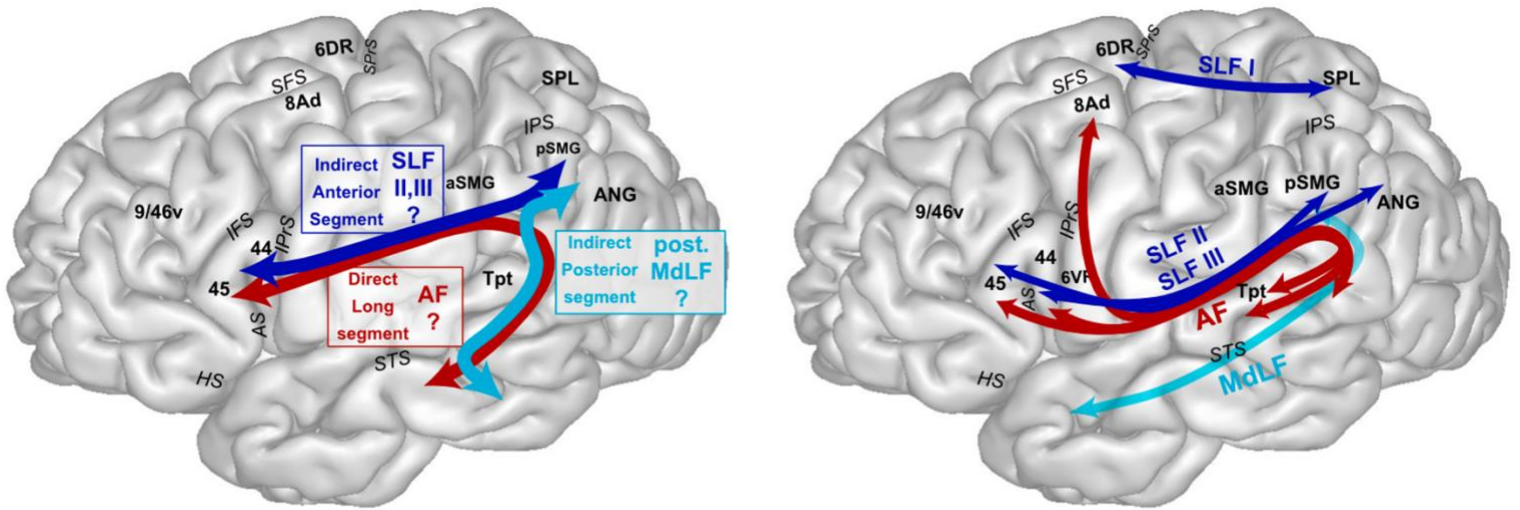 6DR
SPrS
SFS
8Ad
SPL
IPS
pSMG
aSMG
ANG
Indirect SLF
Anterior II,III
Segment ?
9/46v
IFS
IPrS
44
45
AS
Direct
Long AF
segment ?
Tpt
Indirect post.
Posterior MdLF
segment ?
STS
HS
6DR
SPrS
SLF I
SPL
SFS
8Ad
IPS
aSMG
pSMG
ANG
9/46v
IFS
IPrS
44
45
AS
SLF II
SLF III
Tpt
AF
STS
MdLF
HS